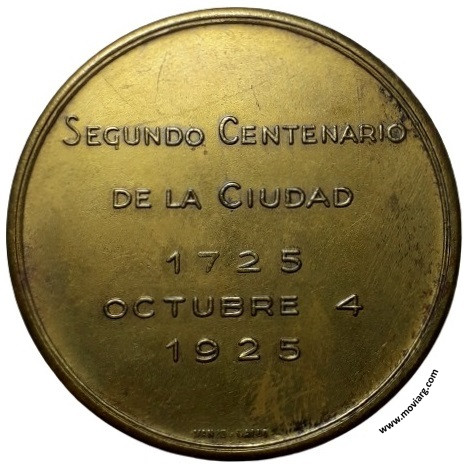 SEGUNDO CENTENARIO
DE LA CIUDAD
1725
OCTUBRE 4
1925
www.moviarg.com